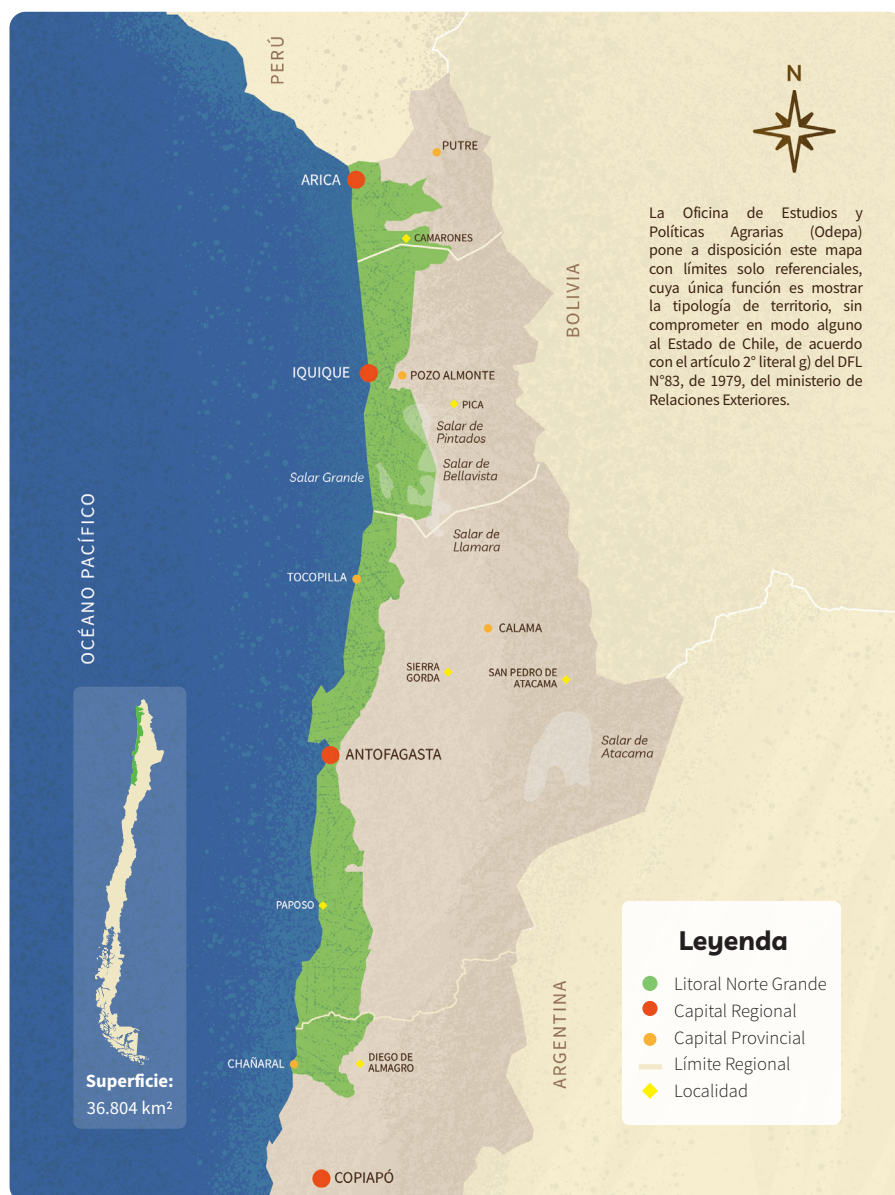 PERÚ
N
PUTRE
ARICA
La Oficina de Estudios y
Políticas Agrarias (Odepa)
pone a disposición este mapa
con límites solo referenciales,
cuya única función es mostrar
la tipología de territorio, sin
comprometer en modo alguno
al Estado de Chile, de acuerdo
con el artículo 2° literal g) del DFL
N°83, de 1979, del ministerio de
Relaciones Exteriores.
CAMARONES
BOLIVIA
IQUIQUE
POZO ALMONTE
PICA
Salar de
Pintados
Salar de
Bellavista
Salar Grande
OCÉANO PACÍFICO
Salar de
Llamara
TOCOPILLA
CALAMA
SIERRA
GORDA
SAN PEDRO DE
ATACAMA
Salar de
Atacama
ANTOFAGASTA
PAPOSO
ARGENTINA
CHAÑARAL
DIEGO DE
ALMAGRO
COPIAPÓ
Superficie:
36.804 km²
Leyenda
Litoral Norte Grande
Capital Regional
Capital Provincial
Límite Regional
Localidad